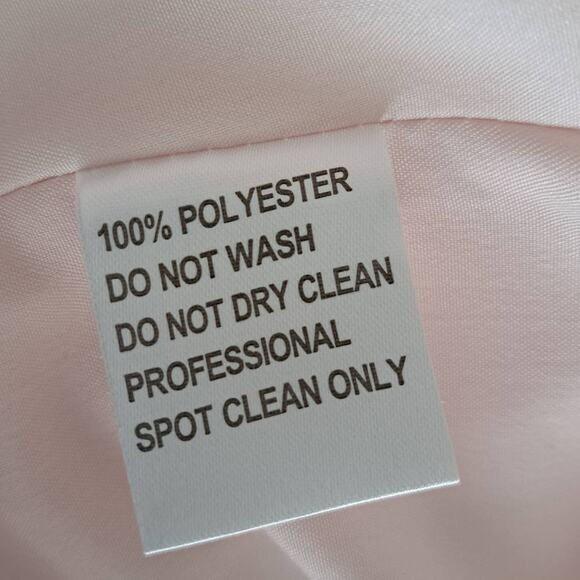 100% POLYESTER
DO NOT WASH
DO NOT DRY CLEAN
PROFESSIONAL
SPOT CLEAN ONLY